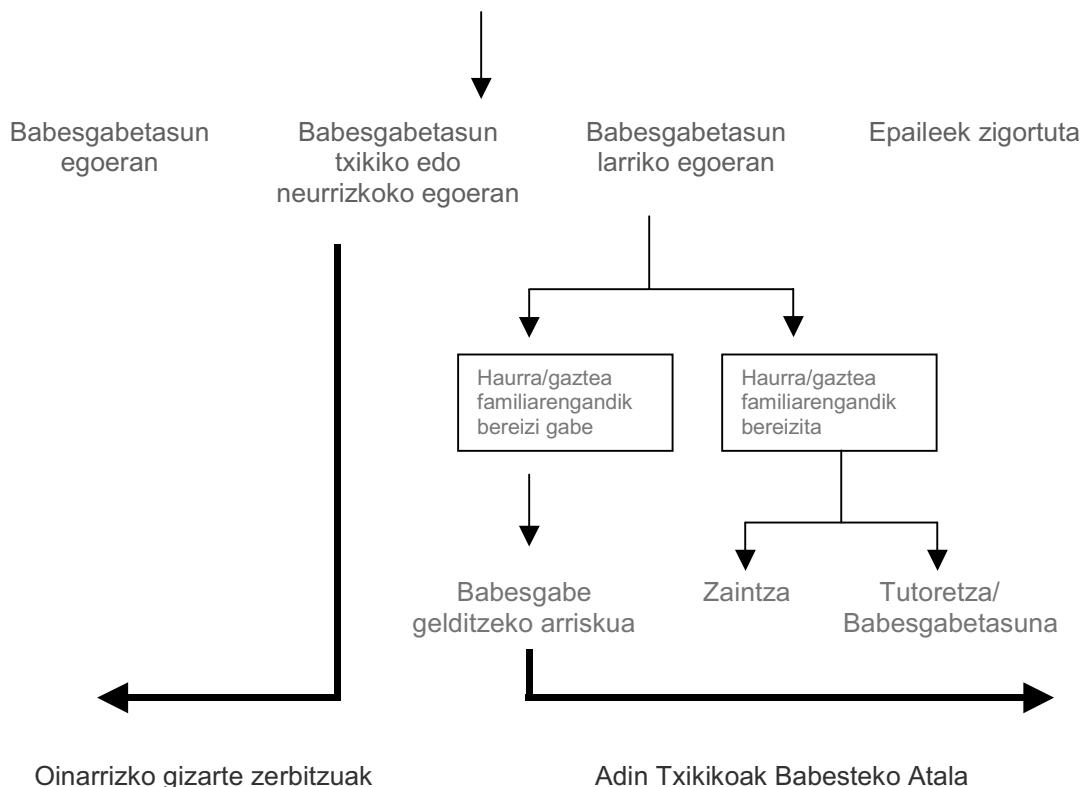 Babesgabetasun
egoeran
Babesgabetasun
txikiko edo
neurrizkoko egoeran
Babesgabetasun
larriko egoeran
Epaileek zigortuta
Haurra/gaztea
familiarengandik
bereizi gabe
Haurra/gaztea
familiarengandik
bereizita
Babesgabe
gelditzeko arriskua
Zaintza
Tutoretza/
Babesgabetasuna
Oinarrizko gizarte zerbitzuak
Adin Txikikoak Babesteko Atala